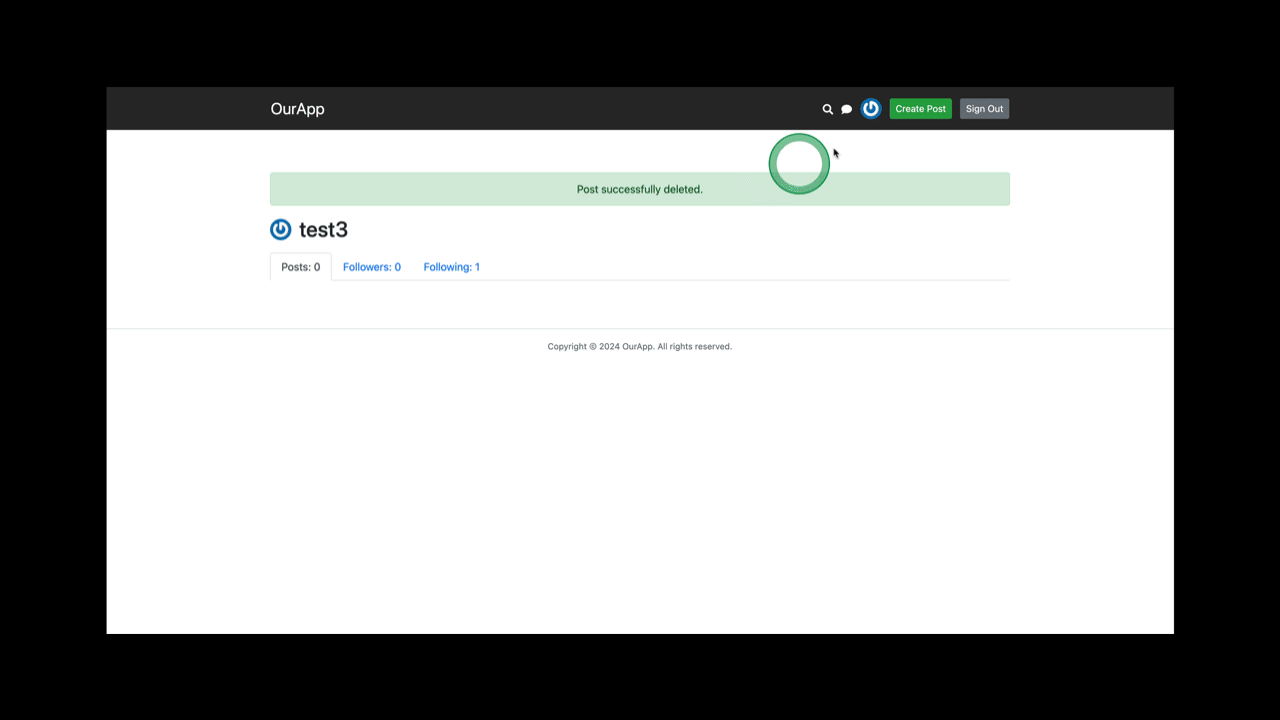 OurApp
Create Post
Sign Out
Post successfully deleted.
test3
Posts: 0
Followers: 0
Following: 1
Copyright © 2024 OurApp. All rights reserved.